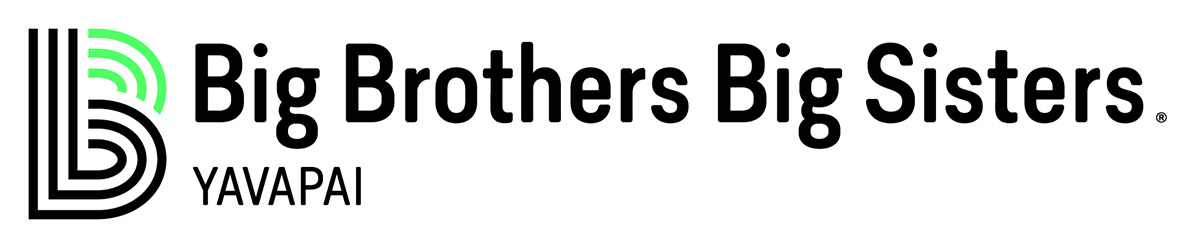 Big Brothers Big Sisters®
YAVAPAI